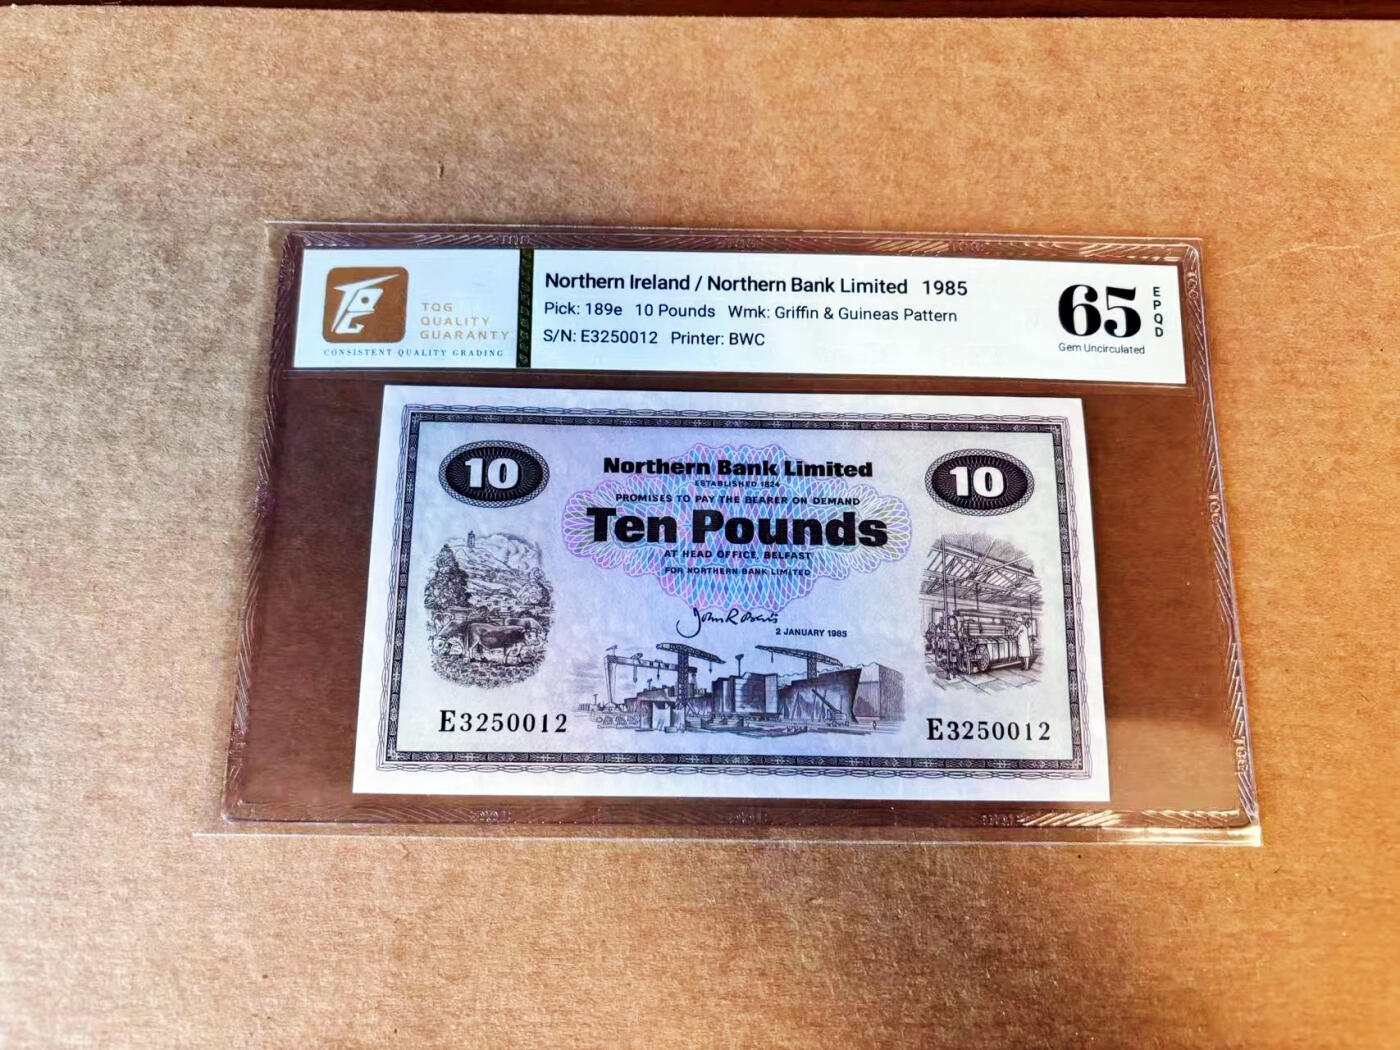 TQG
QUALITY
GUARANTY
CONSISTENT QUALITY GRADING
Northern Ireland / Northern Bank Limited 1985
Pick: 189e 10 Pounds Wmk: Griffin & Guineas Pattern
S/N: E3250012 Printer: BWC
65
EPQD
Gem Uncirculated
10
10
Northern Bank Limited
ESTABLISHED 1824
PROMISES TO PAY THE BEARER ON DEMAND
Ten Pounds
AT HEAD OFFICE, BELFAST
FOR NORTHERN BANK LIMITED
2 JANUARY 1985
E3250012
E3250012